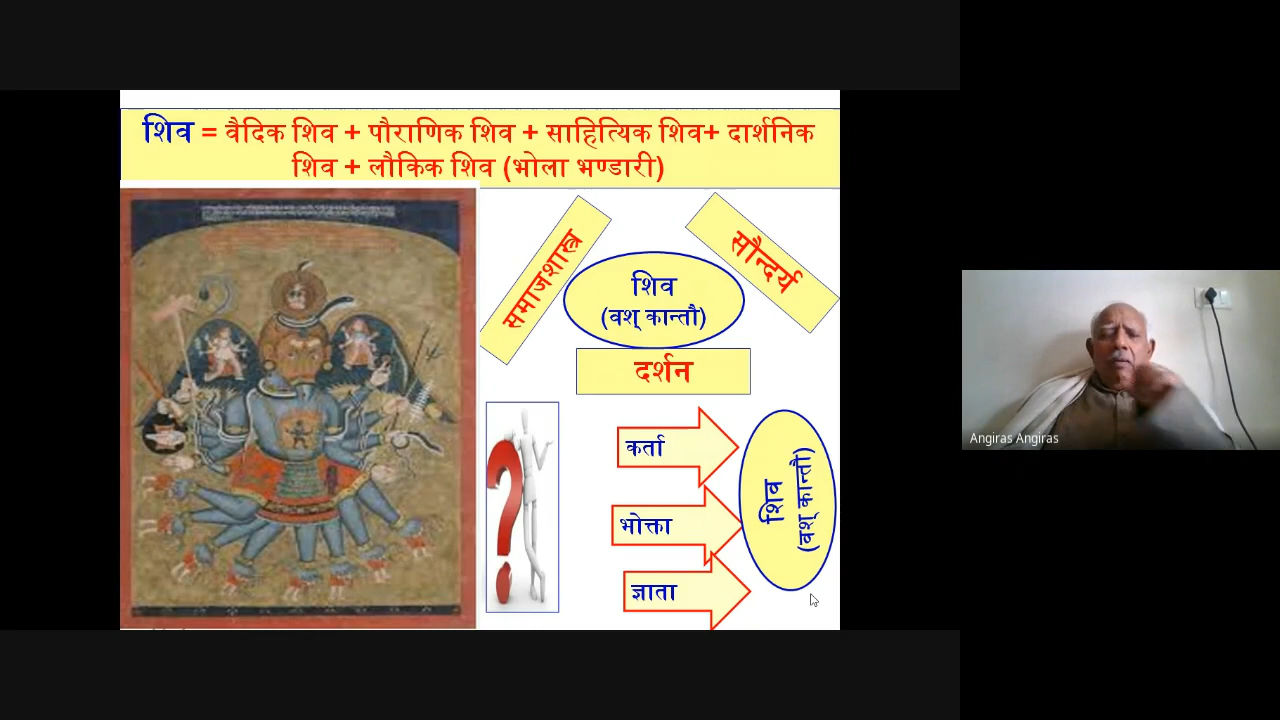 शिव = वैदिक शिव + पौराणिक शिव + साहित्यिक शिव+ दार्शनिक
शिव + लौकिक शिव (भोला भण्डारी)
समाजशास्त्र
सौन्दर्य
शिव
(वश् कान्तौ)
दर्शन
कर्ता
भोक्ता
ज्ञाता
शिव
(वश् कान्तौ)
?
Angiras Angiras